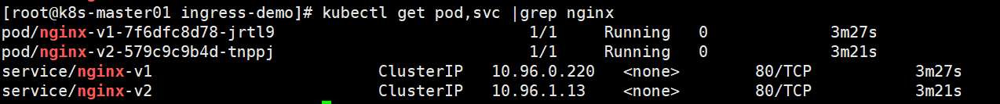 [root@k8s-master01 ingress-demo]# kubectl get pod,svc |grep nginx
pod/nginx-v1-7f6dfc8d78-jrtl9 1/1 Running 0 3m27s
pod/nginx-v2-579c9c9b4d-tnppj 1/1 Running 0 3m21s
service/nginx-v1 ClusterIP 10.96.0.220 <none> 80/TCP 3m27s
service/nginx-v2 ClusterIP 10.96.1.13 <none> 80/TCP 3m21s